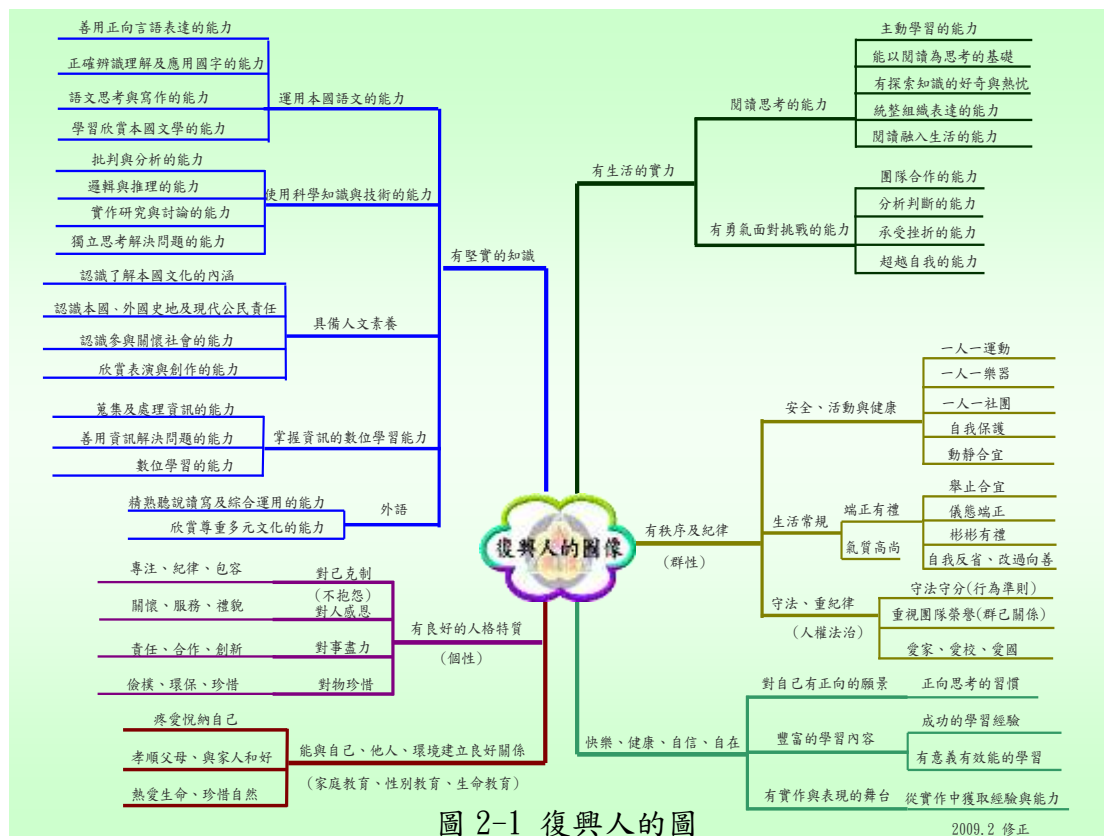 善用正向言語表達的能力
正確辨識理解及應用國字的能力
語文思考與寫作的能力
學習欣賞本國文學的能力
運用本國語文的能力
批判與分析的能力
邏輯與推理的能力
實作研究與討論的能力
獨立思考解決問題的能力
使用科學知識與技術的能力
有堅實的知識
認識了解本國文化的內涵
認識本國、外國史地及現代公民責任
認識參與關懷社會的能力
欣賞表演與創作的能力
具備人文素養
蒐集及處理資訊的能力
善用資訊解決問題的能力
數位學習的能力
掌握資訊的數位學習能力
精熟聽說讀寫及綜合運用的能力
欣賞尊重多元文化的能力
外語
專注、紀律、包容
對己克制
(不抱怨)
關懷、服務、禮貌
對人感恩
責任、合作、創新
對事盡力
儉樸、環保、珍惜
對物珍惜
有良好的人格特質
(個性)
疼愛悅納自己
孝順父母、與家人和好
熱愛生命、珍惜自然
能與自己、他人、環境建立良好關係
(家庭教育、性別教育、生命教育)
復興人的圖像
主動學習的能力
能以閱讀為思考的基礎
有探索知識的好奇與熱忱
統整組織表達的能力
閱讀融入生活的能力
閱讀思考的能力
有生活的實力
團隊合作的能力
分析判斷的能力
承受挫折的能力
超越自我的能力
有勇氣面對挑戰的能力
一人一運動
一人一樂器
一人一社團
自我保護
動靜合宜
安全、活動與健康
舉止合宜
儀態端正
彬彬有禮
自我反省、改過向善
生活常規
端正有禮
氣質高尚
有秩序及紀律
(群性)
守法守分(行為準則)
重視團隊榮譽(群己關係)
愛家、愛校、愛國
守法、重紀律
(人權法治)
對自己有正向的願景
正向思考的習慣
成功的學習經驗
豐富的學習內容
有意義有效能的學習
快樂、健康、自信、自在
有實作與表現的舞台
從實作中獲取經驗與能力
圖 2-1 復興人的圖
2009.2 修正